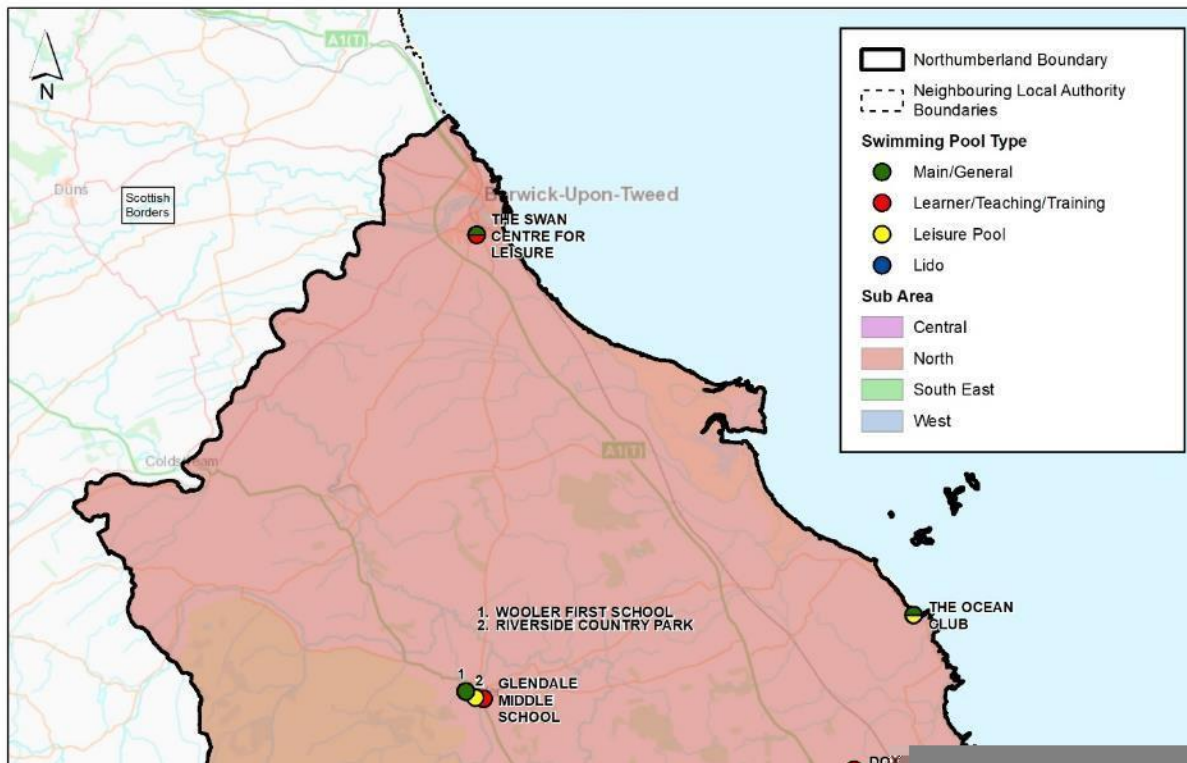 A1(T)
N
Duns
Scottish
Borders
Berwick-Upon-Tweed
THE SWAN
CENTRE FOR
LEISURE
Coldstream
A1(T)
1. WOOLER FIRST SCHOOL
2. RIVERSIDE COUNTRY PARK
THE OCEAN
CLUB
1 2
GLENDALE
MIDDLE
SCHOOL
Northumberland Boundary
Neighbouring Local Authority
Boundaries
Swimming Pool Type
Main/General
Learner/Teaching/Training
Leisure Pool
Lido
Sub Area
Central
North
South East
West